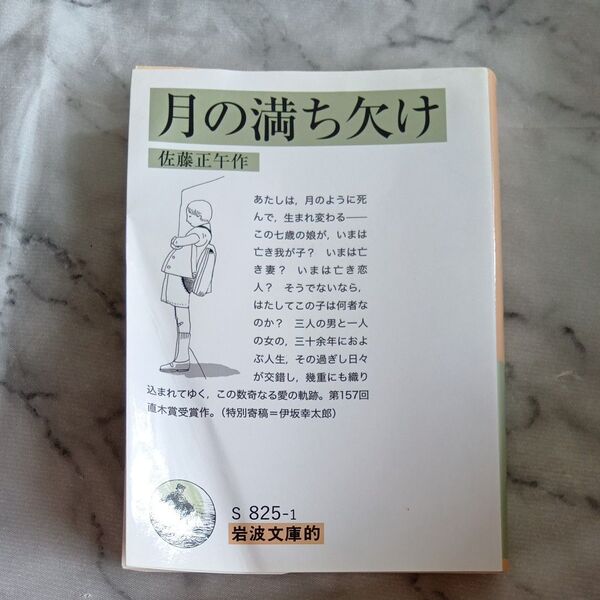 月の満ち欠け
佐藤正午作
あたしは，月のように死
んで，生まれ変わる――
この七歳の娘が，いまは
亡き我が子？　いまは亡
き妻？　いまは亡き恋
人？　そうでないなら，
はたしてこの子は何者な
のか？　三人の男と一人
の女の，三十余年におよ
ぶ人生，その過ぎし日々
が交錯し，幾重にも織り
込まれてゆく，この数奇なる愛の軌跡。第157回
直木賞受賞作。（特別寄稿＝伊坂幸太郎）
S 825-1
岩波文庫的